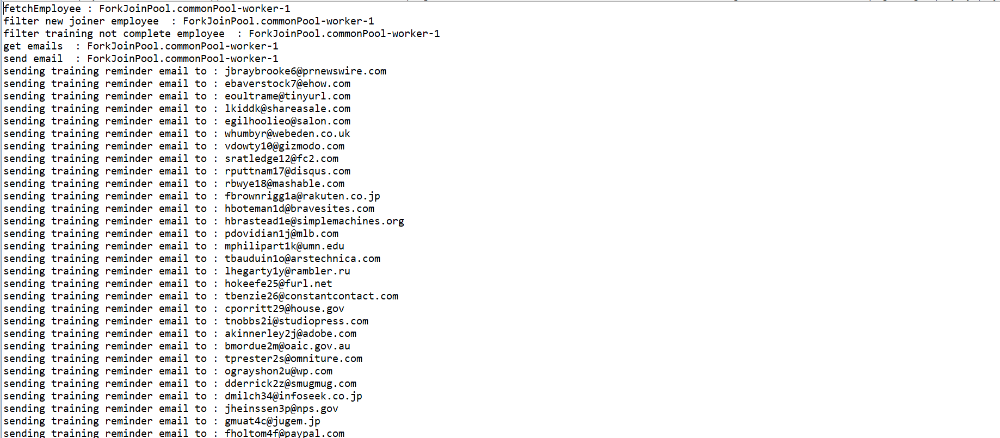 fetchEmployee : ForkJoinPool.commonPool-worker-1
filter new joiner employee  : ForkJoinPool.commonPool-worker-1
filter training not complete employee  : ForkJoinPool.commonPool-worker-1
get emails  : ForkJoinPool.commonPool-worker-1
send email  : ForkJoinPool.commonPool-worker-1
sending training reminder email to : jbraybrooke6@prnewswire.com
sending training reminder email to : ebaverstock7@ehow.com
sending training reminder email to : eoultrame@tinyurl.com
sending training reminder email to : lkiddk@shareasale.com
sending training reminder email to : egilhoolieo@salon.com
sending training reminder email to : whumbyr@webeden.co.uk
sending training reminder email to : vdowty10@gizmodo.com
sending training reminder email to : sratledge12@fc2.com
sending training reminder email to : rputtnam17@disqus.com
sending training reminder email to : rbwye18@mashable.com
sending training reminder email to : fbrownrigg1a@rakuten.co.jp
sending training reminder email to : hboteman1d@bravesites.com
sending training reminder email to : hbrastead1e@simplemachines.org
sending training reminder email to : pdovidian1j@mlb.com
sending training reminder email to : mphilipart1k@umn.edu
sending training reminder email to : tbauduin1o@arstechnica.com
sending training reminder email to : lhegarty1y@rambler.ru
sending training reminder email to : hokeefe25@furl.net
sending training reminder email to : tbenzie26@constantcontact.com
sending training reminder email to : cporritt29@house.gov
sending training reminder email to : tnobbs2i@studiopress.com
sending training reminder email to : akinnerley2j@adobe.com
sending training reminder email to : bmordue2m@oaic.gov.au
sending training reminder email to : tprester2s@omniture.com
sending training reminder email to : ograyshon2u@wp.com
sending training reminder email to : dderrick2z@smugmug.com
sending training reminder email to : dmilch34@infoseek.co.jp
sending training reminder email to : jheinssen3p@nps.gov
sending training reminder email to : gmuat4c@jugem.jp
sending training reminder email to : fholtom4f@paypal.com